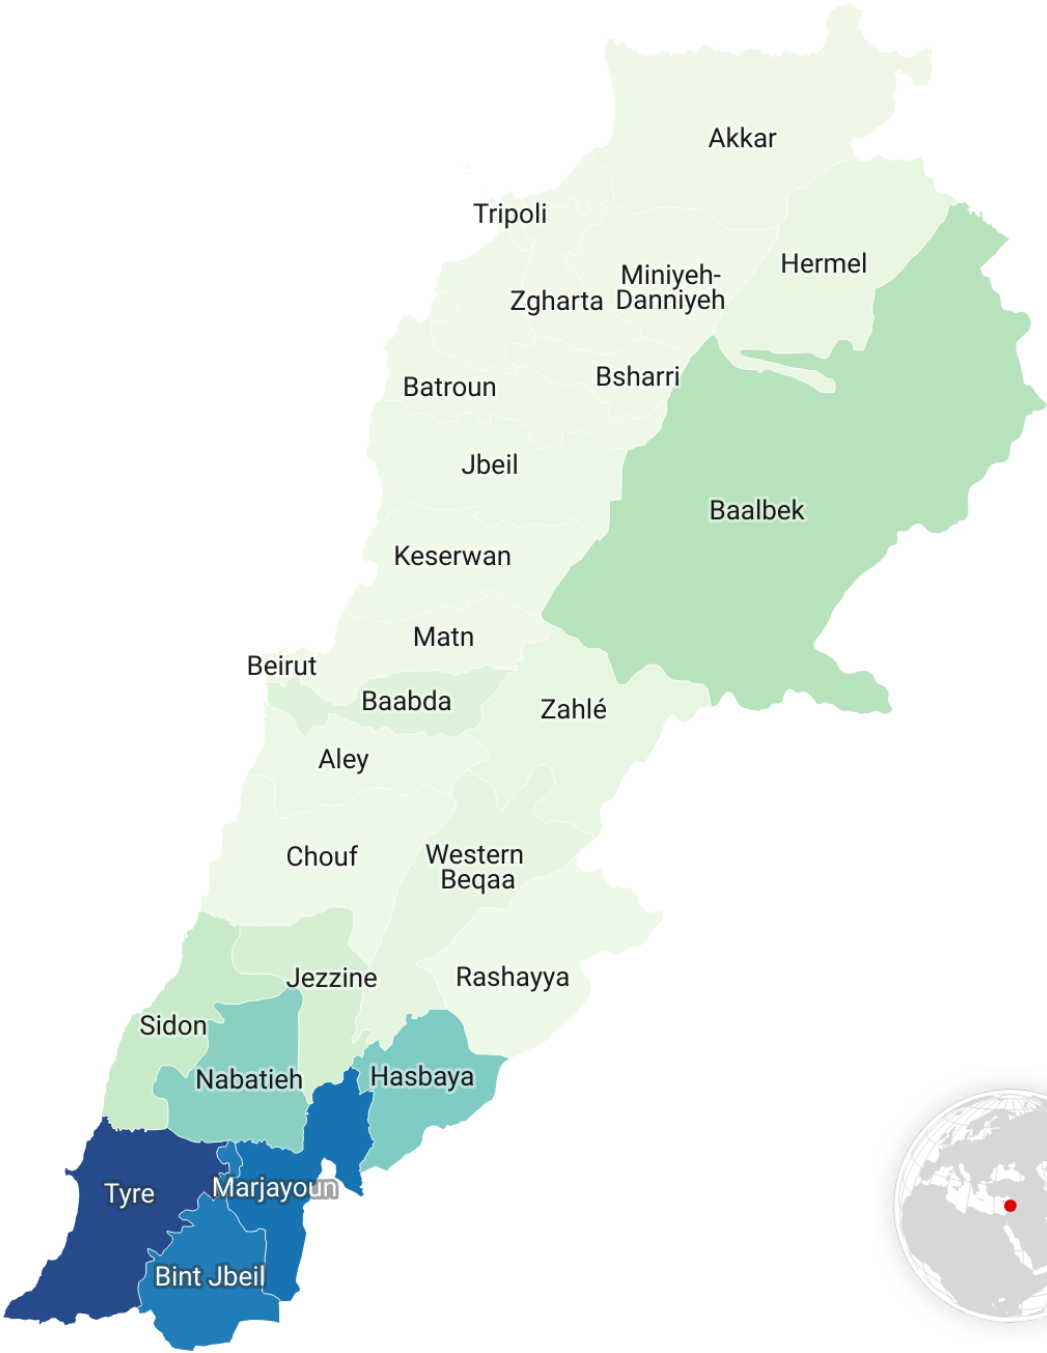 Akkar
Tripoli
Hermel
Miniyeh-
Danniyeh
Zgharta
Bsharri
Batroun
Jbeil
Baalbek
Keserwan
Matn
Beirut
Baabda
Zahlé
Aley
Chouf
Western
Beqaa
Jezzine
Rashayya
Sidon
Nabatieh
Hasbaya
Marjayoun
Tyre
Bint Jbeil